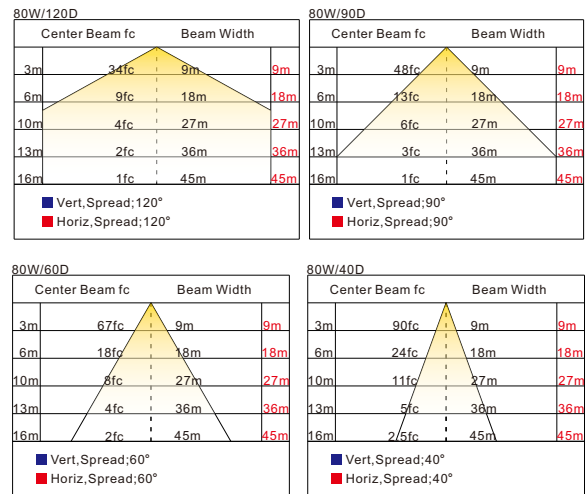 80W/120D
Center Beam fc Beam Width
3m 34fc 9m 9m
6m 9fc 18m 18m
10m 4fc 27m 27m
13m 2fc 36m 36m
16m 1fc 45m 45m
Vert,Spread;120°
Horiz,Spread;120°
80W/90D
Center Beam fc Beam Width
3m 48fc 9m 9m
6m 13fc 18m 18m
10m 6fc 27m 27m
13m 3fc 36m 36m
16m 1fc 45m 45m
Vert,Spread;90°
Horiz,Spread;90°
80W/60D
Center Beam fc Beam Width
3m 67fc 9m 9m
6m 18fc 18m 18m
10m 8fc 27m 27m
13m 4fc 36m 36m
16m 2fc 45m 45m
Vert,Spread;60°
Horiz,Spread;60°
80W/40D
Center Beam fc Beam Width
3m 90fc 9m 9m
6m 24fc 18m 18m
10m 11fc 27m 27m
13m 5fc 36m 36m
16m 2.5fc 45m 45m
Vert,Spread;40°
Horiz,Spread;40°